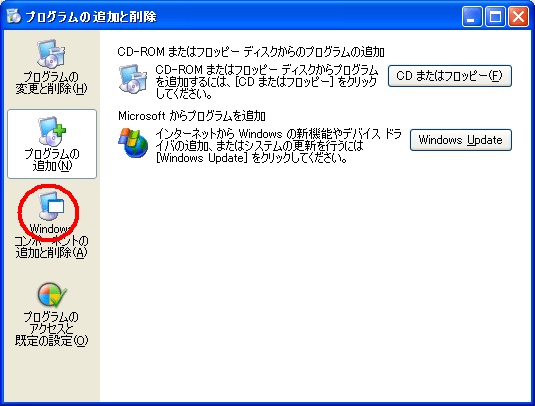 プログラムの追加と削除
プログラムの
変更と削除(H)
プログラムの
追加(N)
Windows
コンポーネントの
追加と削除(A)
プログラムの
アクセスと
既定の設定(O)
CD-ROM またはフロッピー ディスクからのプログラムの追加
CD-ROM またはフロッピー ディスクからプログラム
を追加するには、[CD またはフロッピー] をクリック
してください。
CD またはフロッピー(F)
Microsoft からプログラムを追加
インターネットから Windows の新機能やデバイス ドラ
イバの追加、またはシステムの更新を行うには
[Windows Update] をクリックしてください。
Windows Update